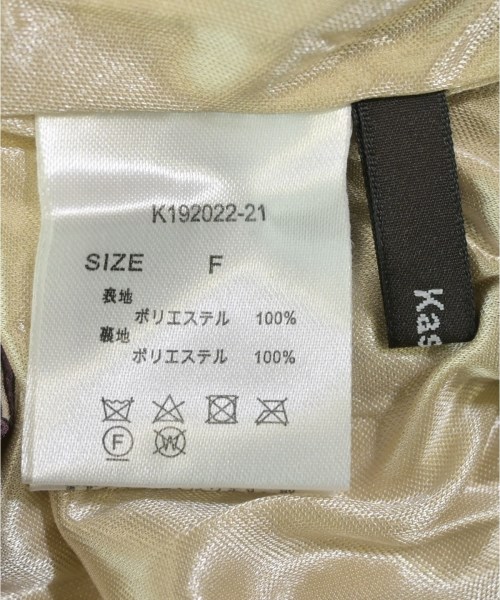 K192022-21
SIZE F
表地
ポリエステル 100%
裏地
ポリエステル 100%
F
W
Kas